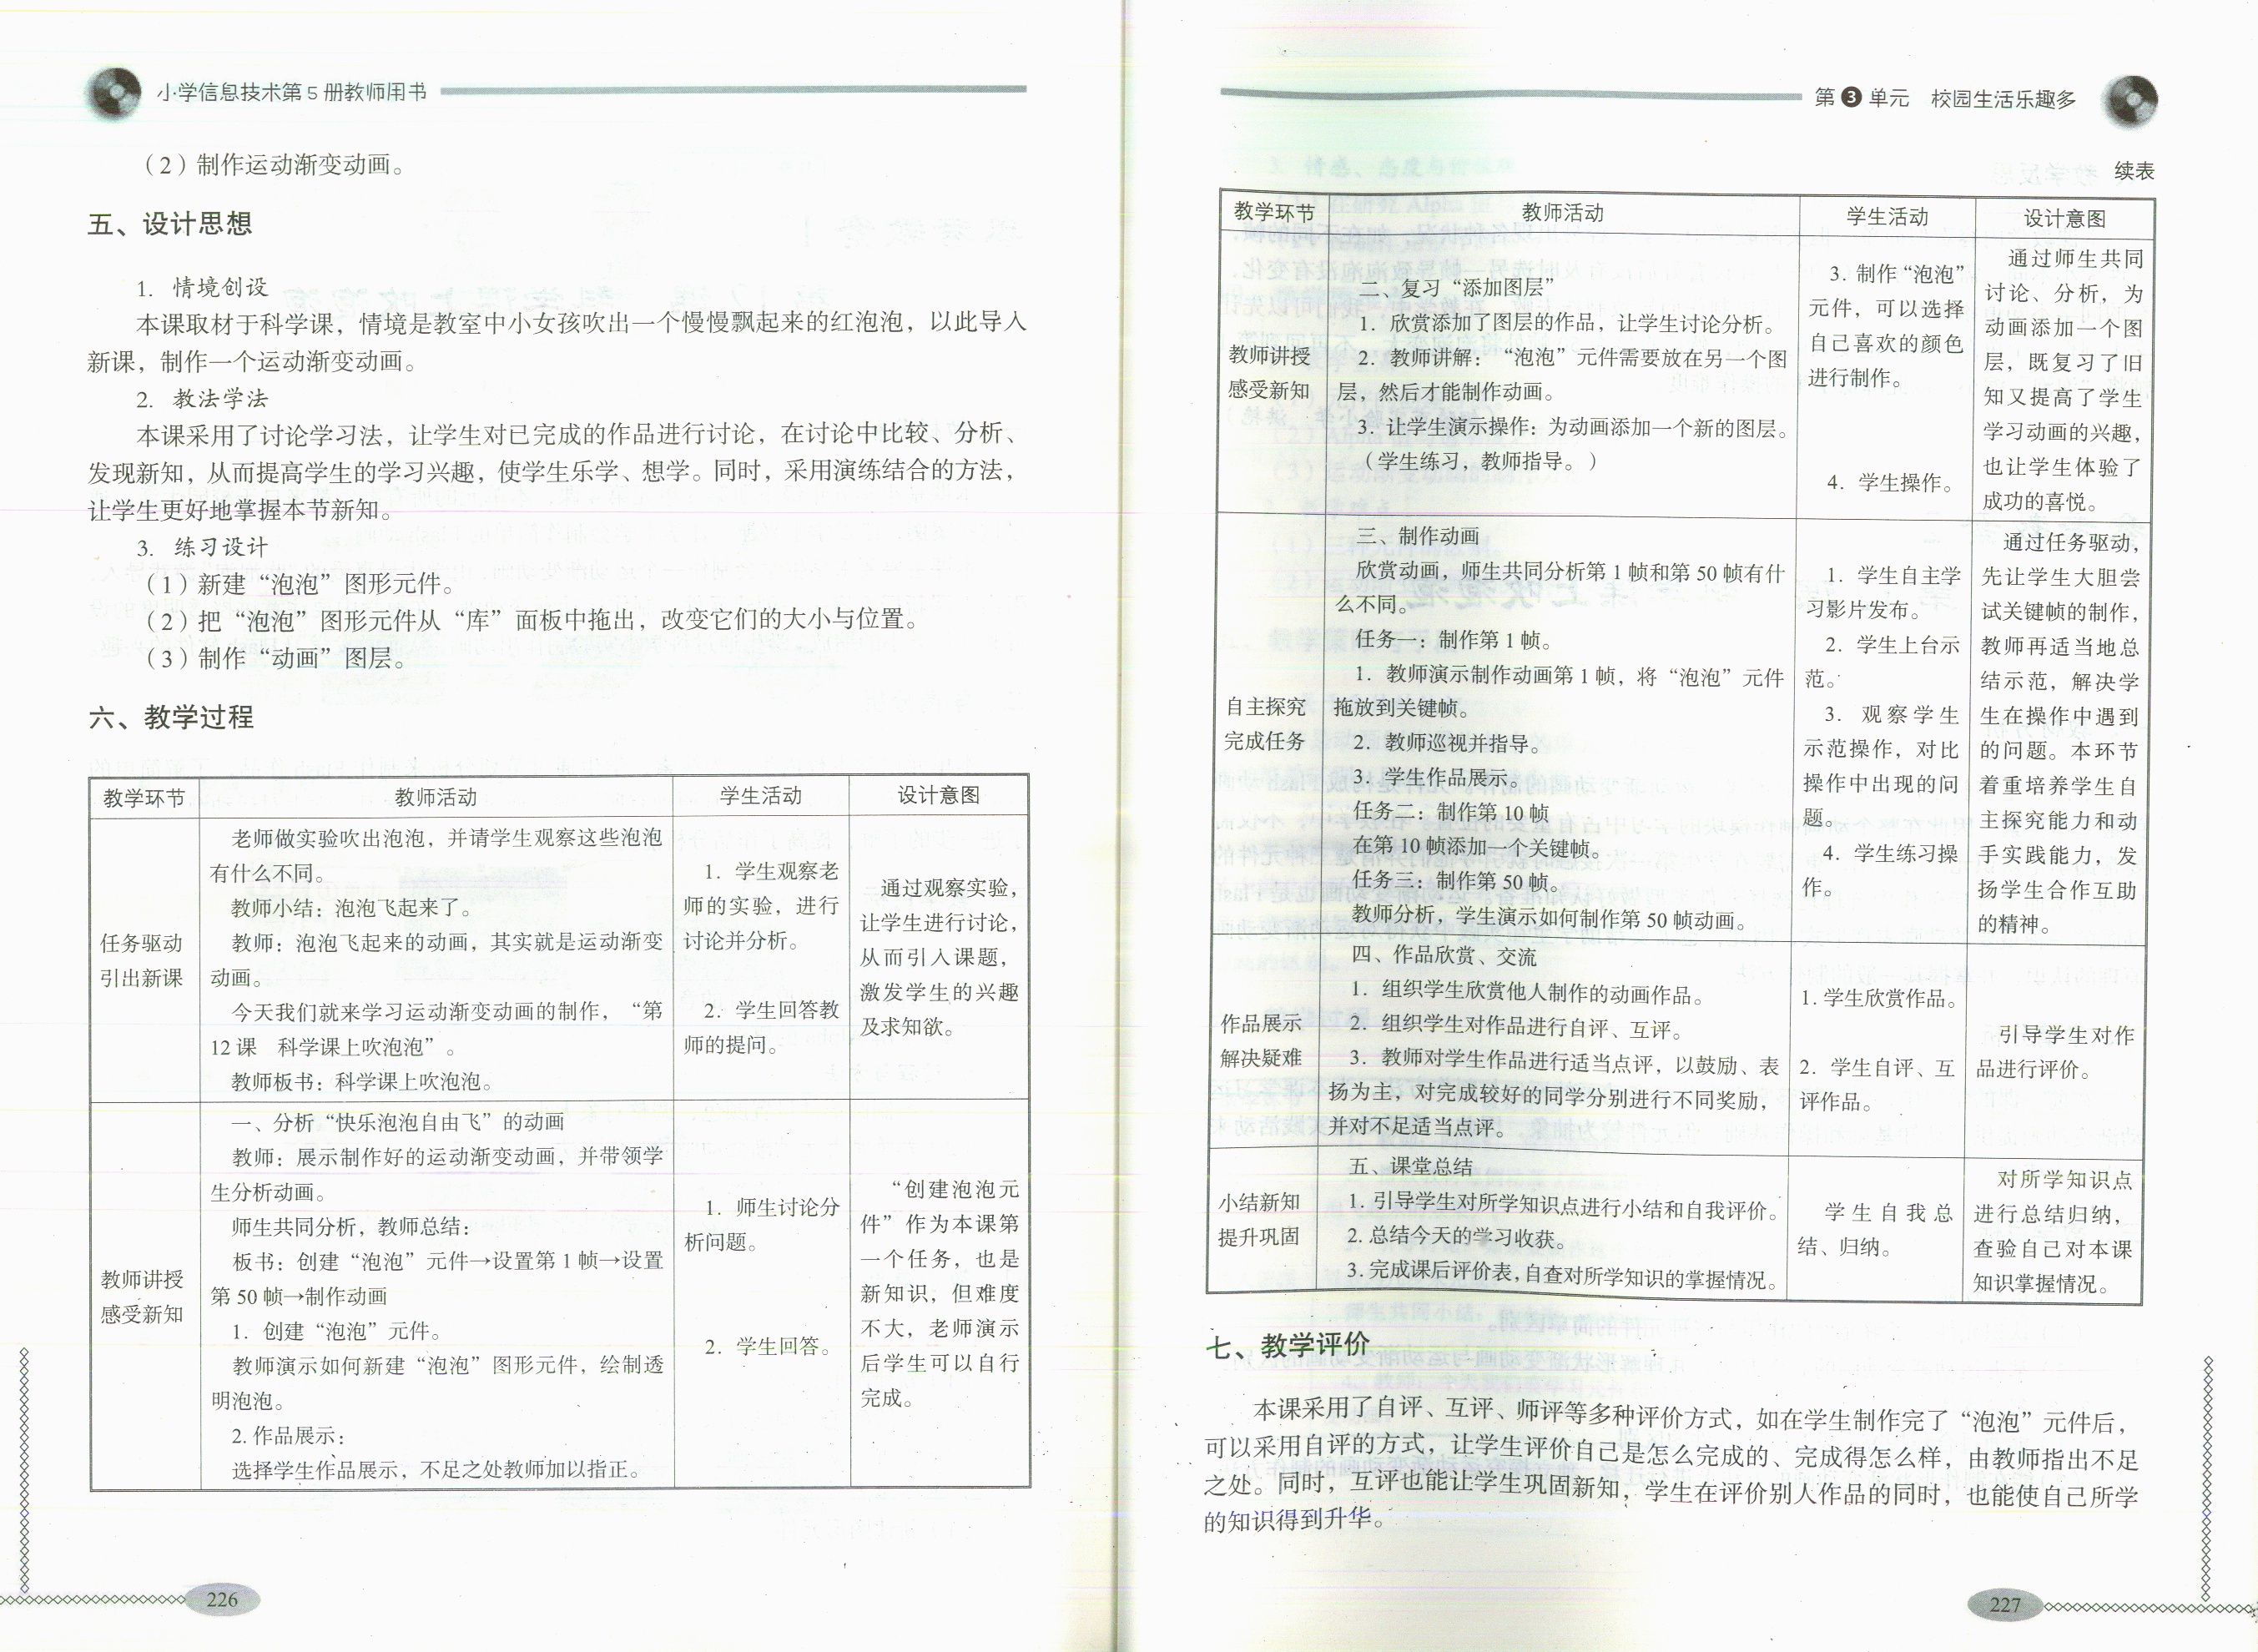 小学信息技术第5册教师用书
（2）制作运动渐变动画。
五、设计思想
1. 情境创设
本课取材于科学课，情境是教室中小女孩吹出一个慢慢飘起来的红泡泡，以此导入
新课，制作一个运动渐变动画。
2. 教法学法
本课采用了讨论学习法，让学生对已完成的作品进行讨论，在讨论中比较、分析、
发现新知，从而提高学生的学习兴趣，使学生乐学、想学。同时，采用演练结合的方法，
让学生更好地掌握本节新知。
3. 练习设计
（1）新建“泡泡”图形元件。
（2）把“泡泡”图形元件从“库”面板中拖出，改变它们的大小与位置。
（3）制作“动画”图层。
六、教学过程
教学环节 教师活动 学生活动 设计意图
任务驱动
引出新课
老师做实验吹出泡泡，并请学生观察这些泡泡
有什么不同。
教师小结：泡泡飞起来了。
教师：泡泡飞起来的动画，其实就是运动渐变
动画。
今天我们就来学习运动渐变动画的制作，“第
12课 科学课上吹泡泡”。
教师板书：科学课上吹泡泡。
1. 学生观察老
师的实验，进行
讨论并分析。
2. 学生回答教
师的提问。
通过观察实验，
让学生进行讨论，
从而引入课题，
激发学生的兴趣
及求知欲。
教师讲授
感受新知
一、分析“快乐泡泡自由飞”的动画
教师：展示制作好的运动渐变动画，并带领学
生分析动画。
师生共同分析，教师总结：
板书：创建“泡泡”元件→设置第1帧→设置
第50帧→制作动画
1. 创建“泡泡”元件。
教师演示如何新建“泡泡”图形元件，绘制透
明泡泡。
2. 作品展示：
选择学生作品展示，不足之处教师加以指正。
1. 师生讨论分
析问题。
2. 学生回答。
“创建泡泡元
件”作为本课第
一个任务，也是
新知识，但难度
不大，老师演示
后学生可以自行
完成。
226
第3单元 校园生活乐趣多
续表
教学环节 教师活动 学生活动 设计意图
教师讲授
感受新知
二、复习“添加图层”
1. 欣赏添加了图层的作品，让学生讨论分析。
2. 教师讲解：“泡泡”元件需要放在另一个图
层，然后才能制作动画。
3. 让学生演示操作：为动画添加一个新的图层。
（学生练习，教师指导。）
3. 制作“泡泡”
元件，可以选择
自己喜欢的颜色
进行制作。
4. 学生操作。
通过师生共同
讨论、分析，为
动画添加一个图
层，既复习了旧
知又提高了学生
学习动画的兴趣，
也让学生体验了
成功的喜悦。
自主探究
完成任务
三、制作动画
欣赏动画，师生共同分析第1帧和第50帧有什
么不同。
任务一：制作第1帧。
1. 教师演示制作动画第1帧，将“泡泡”元件
拖放到关键帧。
2. 教师巡视并指导。
3. 学生作品展示。
任务二：制作第10帧
在第10帧添加一个关键帧。
任务三：制作第50帧。
教师分析，学生演示如何制作第50帧动画。
1. 学生自主学
习影片发布。
2. 学生上台示
范。
3. 观察学生
示范操作，对比
操作中出现的问
题。
4. 学生练习操
作。
通过任务驱动，
先让学生大胆尝
试关键帧的制作，
教师再适当地总
结示范，解决学
生在操作中遇到
的问题。本环节
着重培养学生自
主探究能力和动
手实践能力，发
扬学生合作互助
的精神。
作品展示
解决疑难
四、作品欣赏、交流
1. 组织学生欣赏他人制作的动画作品。
2. 组织学生对作品进行自评、互评。
3. 教师对学生作品进行适当点评，以鼓励、表
扬为主，对完成较好的同学分别进行不同奖励，
并对不足适当点评。
1. 学生欣赏作品。
2. 学生自评、互
评作品。
引导学生对作
品进行评价。
小结新知
提升巩固
五、课堂总结
1. 引导学生对所学知识点进行小结和自我评价。
2. 总结今天的学习收获。
3. 完成课后评价表，自查对所学知识的掌握情况。
学生自我总
结、归纳。
对所学知识点
进行总结归纳，
查验自己对本课
知识掌握情况。
七、教学评价
本课采用了自评、互评、师评等多种评价方式，如在学生制作完了“泡泡”元件后，
可以采用自评的方式，让学生评价自己是怎么完成的、完成得怎么样，由教师指出不足
之处。同时，互评也能让学生巩固新知，学生在评价别人作品的同时，也能使自己所学
的知识得到升华。
227